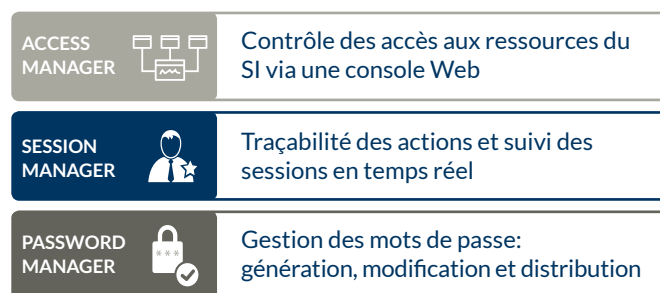 ACCESS
MANAGER
Contrôle des accès aux ressources du
SI via une console Web
SESSION
MANAGER
Traçabilité des actions et suivi des
sessions en temps réel
PASSWORD
MANAGER
***
Gestion des mots de passe:
génération, modification et distribution